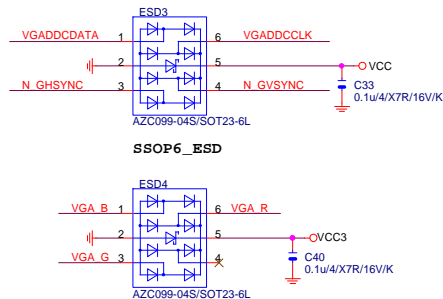 ESD3
VGADDCDATA 1 6 VGADDCCLK
2 5 VCC
N_GHSYNC 3 4 N_GVSYNC
C33
0.1u/4/X7R/16V/K
AZC099-04S/SOT23-6L
SSOP6_ESD
ESD4
VGA_B 1 6 VGA_R
2 5 VCC3
VGA_G 3 4
C40
0.1u/4/X7R/16V/K
AZC099-04S/SOT23-6L